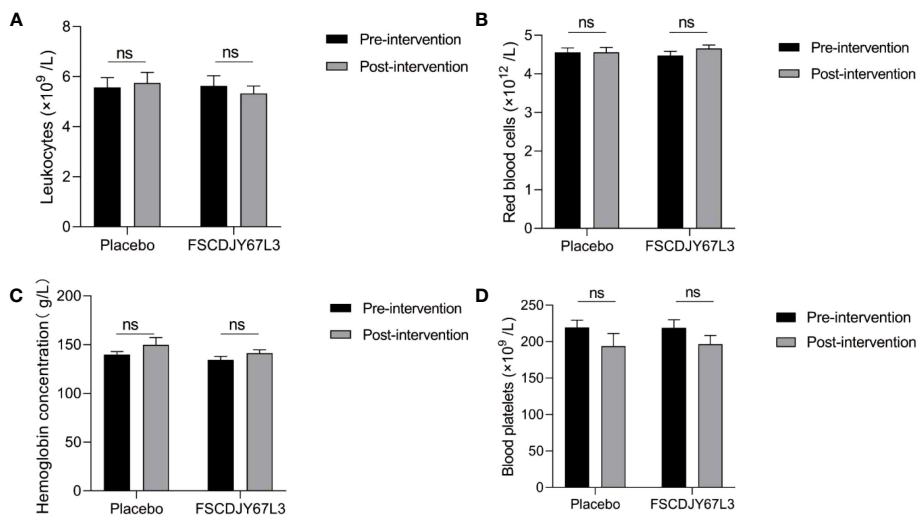 A
Leukocytes (×10⁹ /L)
8
6
4
2
0
ns
ns
Placebo
FSCDJY67L3
Pre-intervention
Post-intervention
B
Red blood cells (×10¹² /L)
5
4
3
2
1
0
ns
ns
Placebo
FSCDJY67L3
Pre-intervention
Post-intervention
C
Hemoglobin concentration( g/L)
200
150
100
50
0
ns
ns
Placebo
FSCDJY67L3
Pre-intervention
Post-intervention
D
Blood platelets (×10⁹ /L)
250
200
150
100
50
0
ns
ns
Placebo
FSCDJY67L3
Pre-intervention
Post-intervention